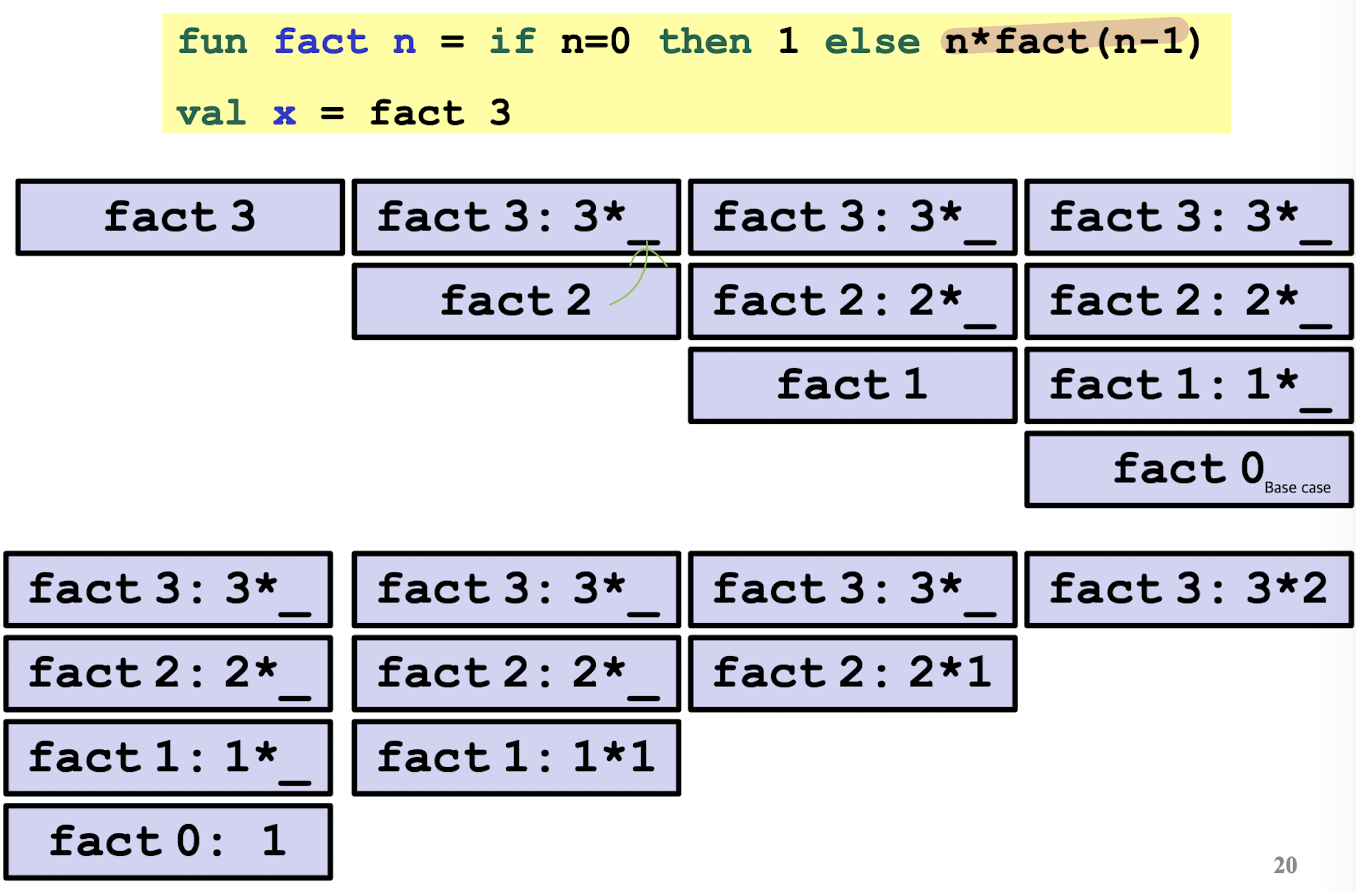 fun fact n = if n=0 then 1 else n*fact(n-1)
val x = fact 3
fact 3 fact 3: 3*_ fact 3: 3*_ fact 3: 3*_
fact 2 fact 2: 2*_ fact 2: 2*_
fact 1 fact 1: 1*_
fact 0 Base case
fact 3: 3*_ fact 3: 3*_ fact 3: 3*_ fact 3: 3*2
fact 2: 2*_ fact 2: 2*_ fact 2: 2*1
fact 1: 1*_ fact 1: 1*1
fact 0: 1
20